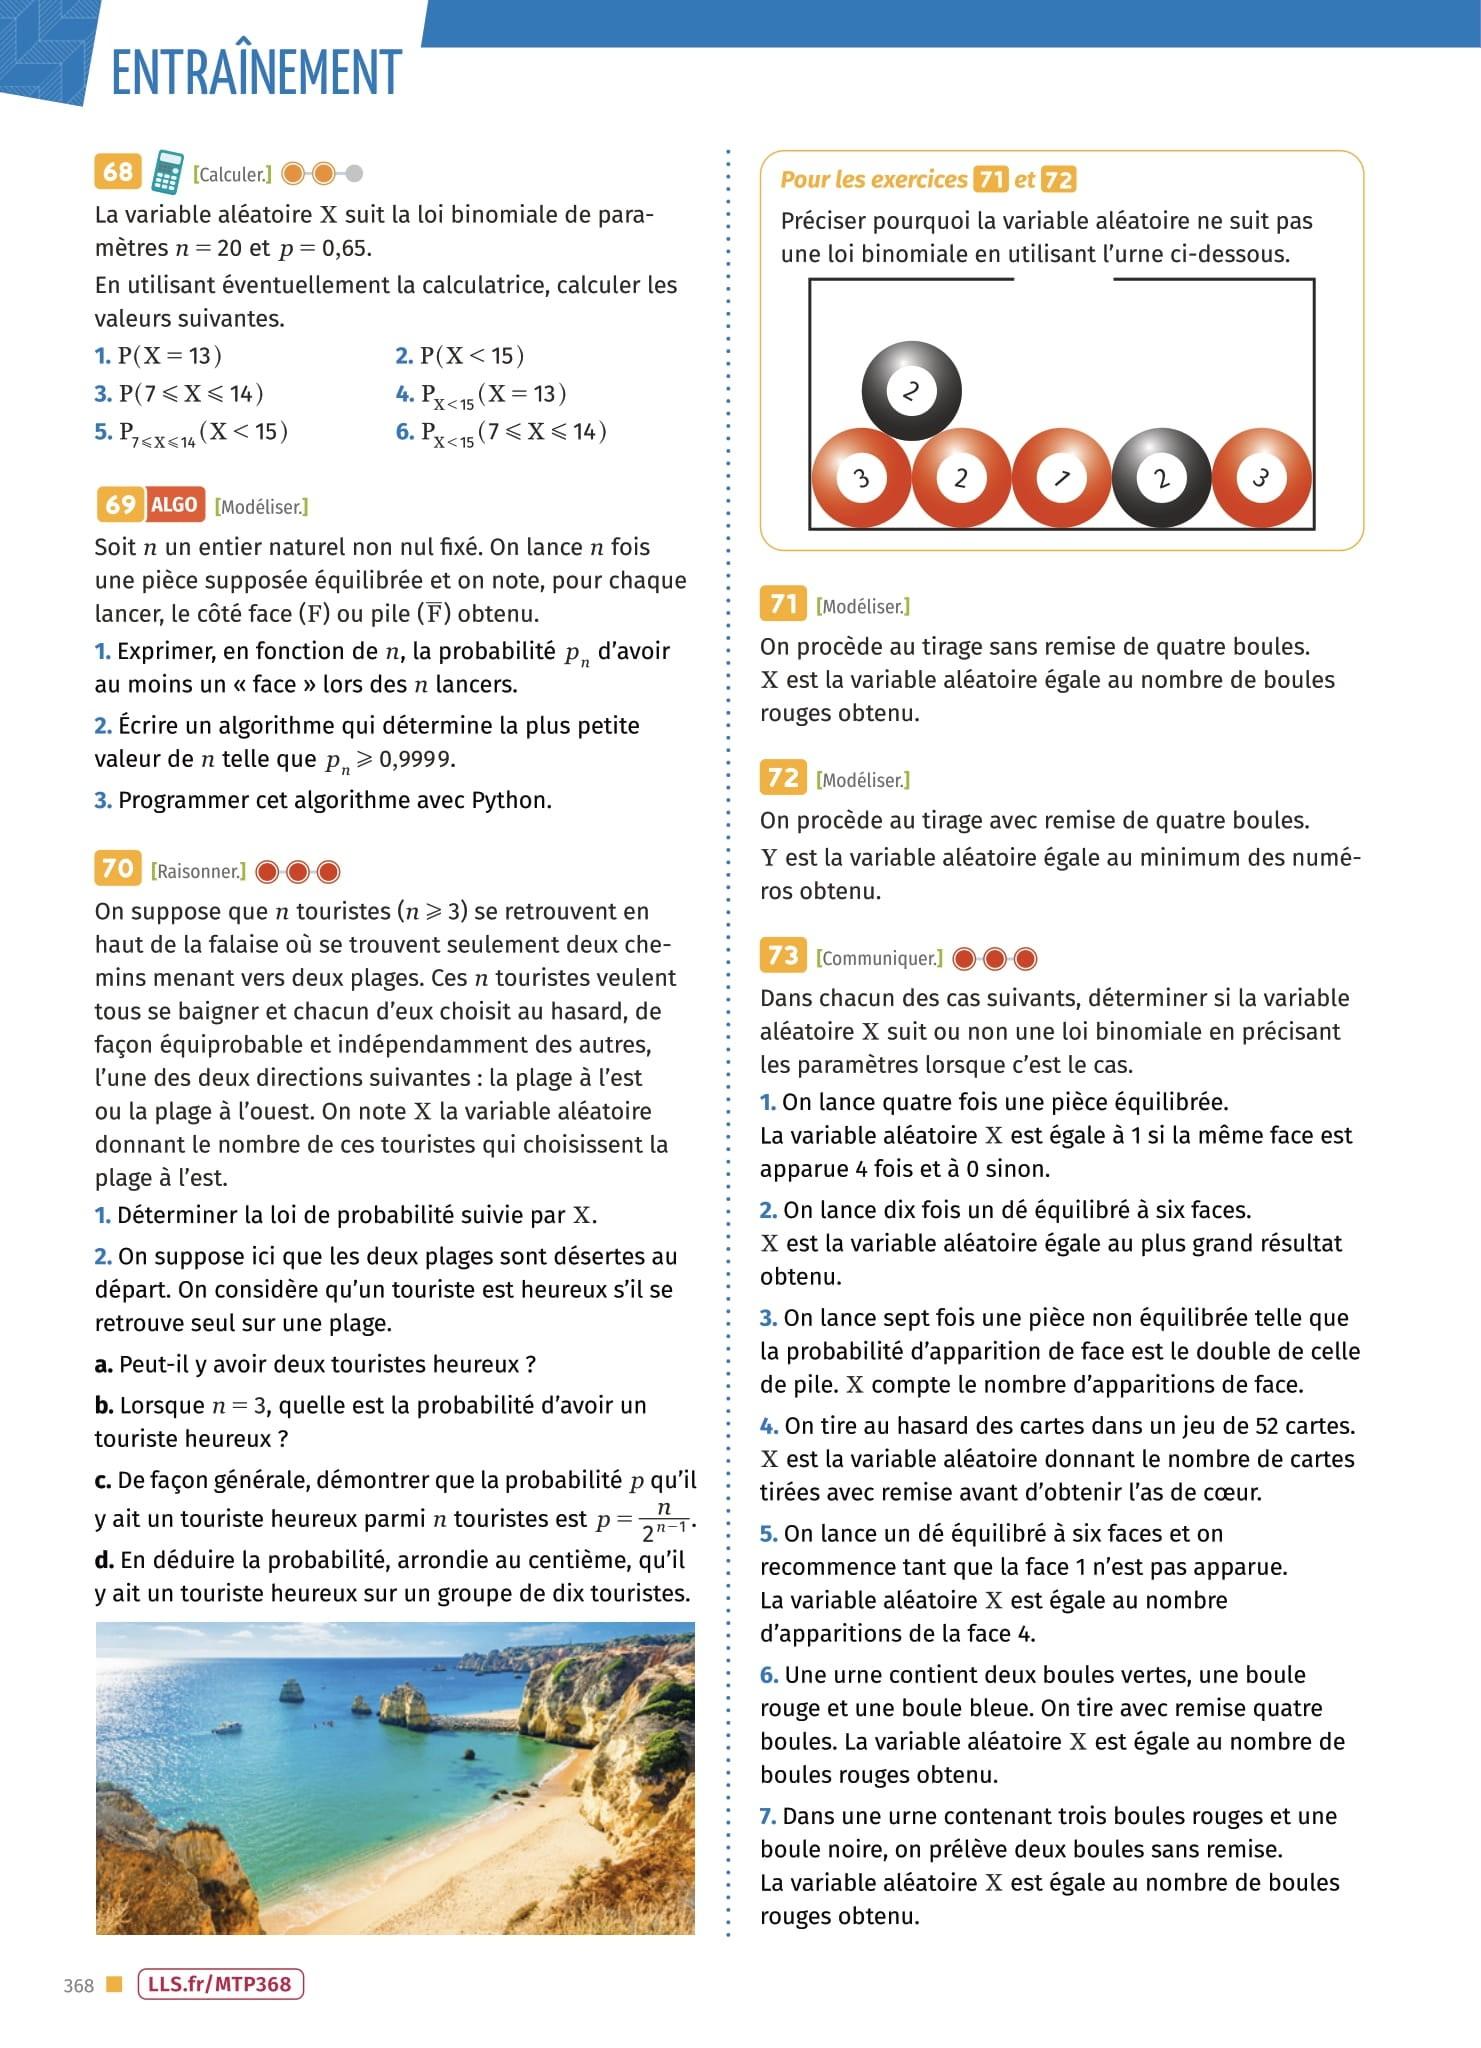 ENTRAÎNEMENT
68 [Calculer.]
La variable aléatoire X suit la loi binomiale de para-
mètres n = 20 et p = 0,65.
En utilisant éventuellement la calculatrice, calculer les
valeurs suivantes.
1. P(X = 13) 2. P(X < 15)
3. P(7 ⩽ X ⩽ 14) 4. P_{X<15}(X = 13)
5. P_{7⩽X⩽14}(X < 15) 6. P_{X<15}(7 ⩽ X ⩽ 14)
69 ALGO [Modéliser.]
Soit n un entier naturel non nul fixé. On lance n fois
une pièce supposée équilibrée et on note, pour chaque
lancer, le côté face (F) ou pile (F̅) obtenu.
1. Exprimer, en fonction de n, la probabilité p_n d’avoir
au moins un « face » lors des n lancers.
2. Écrire un algorithme qui détermine la plus petite
valeur de n telle que p_n ⩾ 0,9999.
3. Programmer cet algorithme avec Python.
70 [Raisonner.]
On suppose que n touristes (n ⩾ 3) se retrouvent en
haut de la falaise où se trouvent seulement deux che-
mins menant vers deux plages. Ces n touristes veulent
tous se baigner et chacun d’eux choisit au hasard, de
façon équiprobable et indépendamment des autres,
l’une des deux directions suivantes : la plage à l’est
ou la plage à l’ouest. On note X la variable aléatoire
donnant le nombre de ces touristes qui choisissent la
plage à l’est.
1. Déterminer la loi de probabilité suivie par X.
2. On suppose ici que les deux plages sont désertes au
départ. On considère qu’un touriste est heureux s’il se
retrouve seul sur une plage.
a. Peut-il y avoir deux touristes heureux ?
b. Lorsque n = 3, quelle est la probabilité d’avoir un
touriste heureux ?
c. De façon générale, démontrer que la probabilité p qu’il
y ait un touriste heureux parmi n touristes est p = n/2^{n−1}.
d. En déduire la probabilité, arrondie au centième, qu’il
y ait un touriste heureux sur un groupe de dix touristes.
Pour les exercices 71 et 72
Préciser pourquoi la variable aléatoire ne suit pas
une loi binomiale en utilisant l’urne ci-dessous.
2
3 2 1 2 3
71 [Modéliser.]
On procède au tirage sans remise de quatre boules.
X est la variable aléatoire égale au nombre de boules
rouges obtenu.
72 [Modéliser.]
On procède au tirage avec remise de quatre boules.
Y est la variable aléatoire égale au minimum des numé-
ros obtenu.
73 [Communiquer.]
Dans chacun des cas suivants, déterminer si la variable
aléatoire X suit ou non une loi binomiale en précisant
les paramètres lorsque c’est le cas.
1. On lance quatre fois une pièce équilibrée.
La variable aléatoire X est égale à 1 si la même face est
apparue 4 fois et à 0 sinon.
2. On lance dix fois un dé équilibré à six faces.
X est la variable aléatoire égale au plus grand résultat
obtenu.
3. On lance sept fois une pièce non équilibrée telle que
la probabilité d’apparition de face est le double de celle
de pile. X compte le nombre d’apparitions de face.
4. On tire au hasard des cartes dans un jeu de 52 cartes.
X est la variable aléatoire donnant le nombre de cartes
tirées avec remise avant d’obtenir l’as de cœur.
5. On lance un dé équilibré à six faces et on
recommence tant que la face 1 n’est pas apparue.
La variable aléatoire X est égale au nombre
d’apparitions de la face 4.
6. Une urne contient deux boules vertes, une boule
rouge et une boule bleue. On tire avec remise quatre
boules. La variable aléatoire X est égale au nombre de
boules rouges obtenu.
7. Dans une urne contenant trois boules rouges et une
boule noire, on prélève deux boules sans remise.
La variable aléatoire X est égale au nombre de boules
rouges obtenu.
368 LLS.fr/MTP368